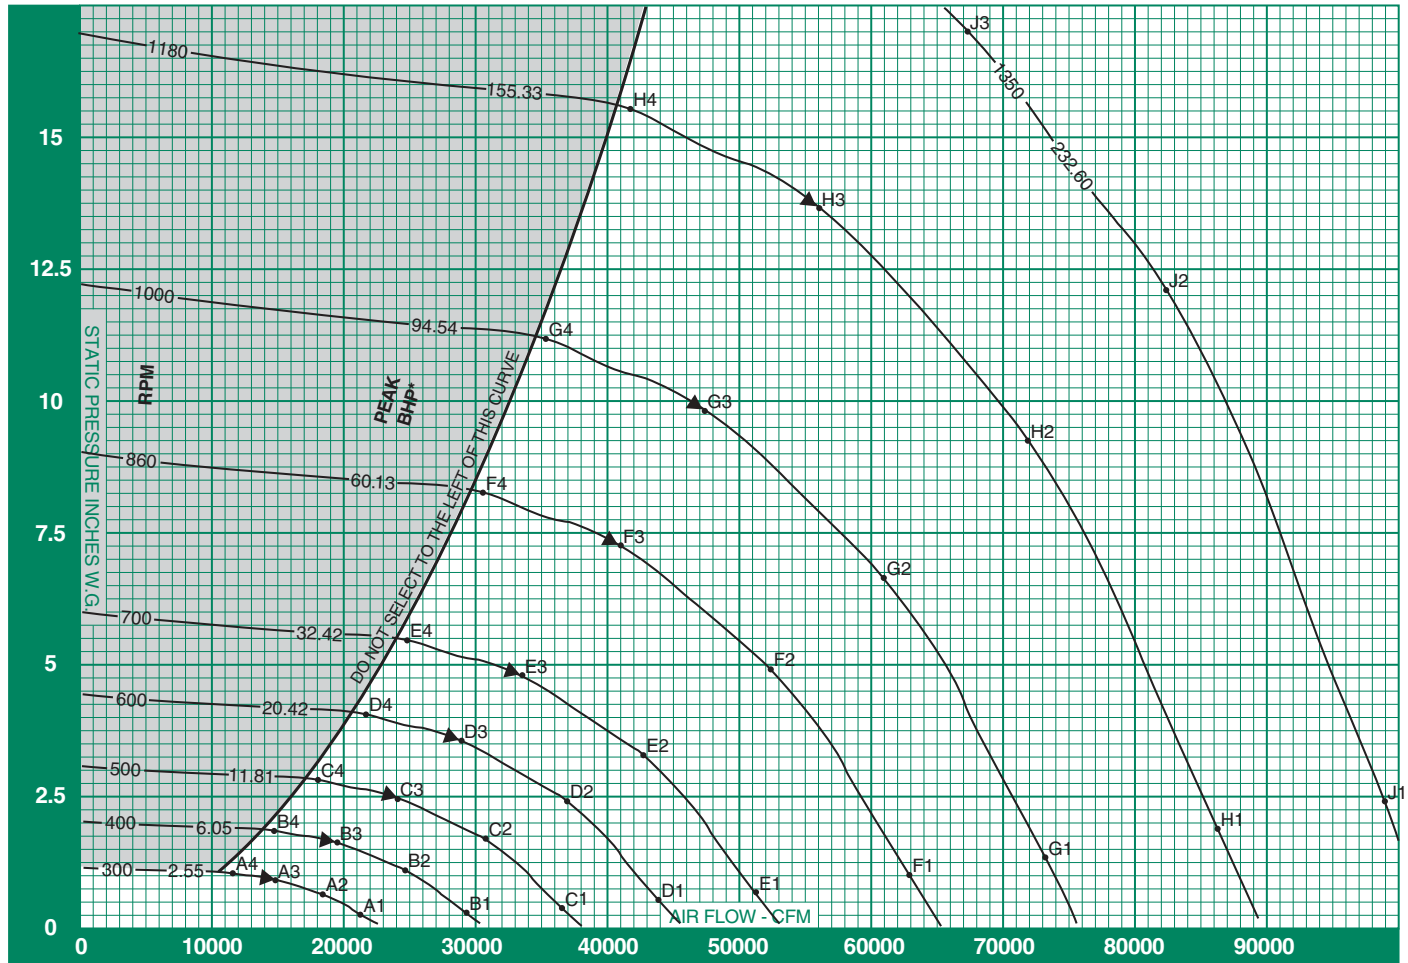 J3
1180
1350
155.33
H4
15
232.60
H3
12.5
J2
1000
94.54
G4
STATIC PRESSURE INCHES W.G.
RPM
PEAK
BHP*
DO NOT SELECT TO THE LEFT OF THIS CURVE
10
G3
H2
860
60.13
F4
7.5
F3
G2
700
32.42
E4
5
E3
F2
600
20.42
D4
D3
E2
500
11.81
C4
2.5
C3
D2
J1
400
6.05
B4
B3
C2
H1
G1
300
2.55
A4
A3
B2
F1
A2
E1
A1
B1
C1
D1
AIR FLOW - CFM
0
0 10000 20000 30000 40000 50000 60000 70000 80000 90000